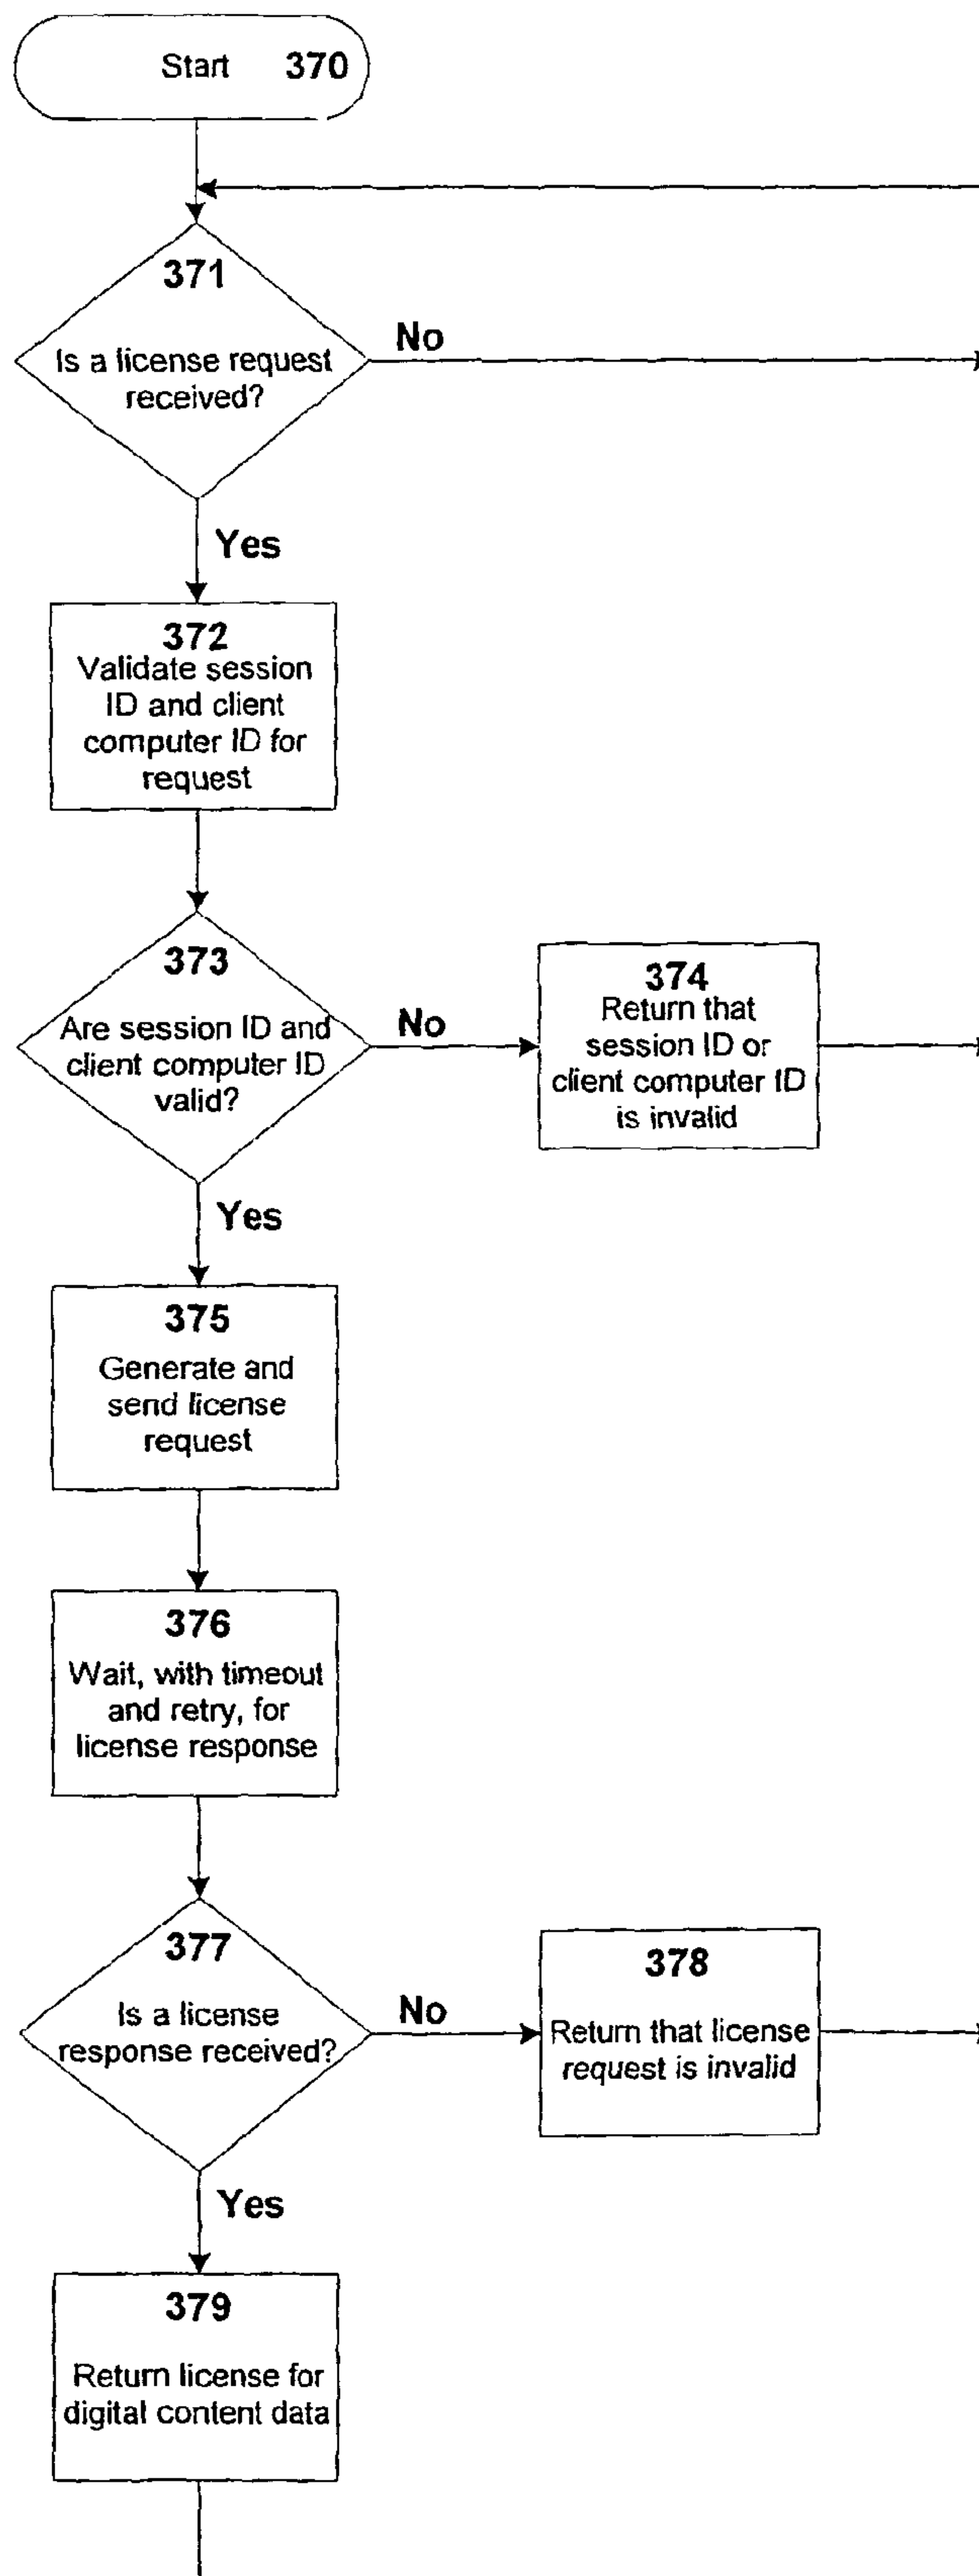 Start 370
371
Is a license request
received?
No
Yes
372
Validate session
ID and client
computer ID for
request
373
Are session ID and
client computer ID
valid?
No
374
Return that
session ID or
client computer ID
is invalid
Yes
375
Generate and
send license
request
376
Wait, with timeout
and retry, for
license response
377
Is a license
response received?
No
378
Return that license
request is invalid
Yes
379
Return license for
digital content data